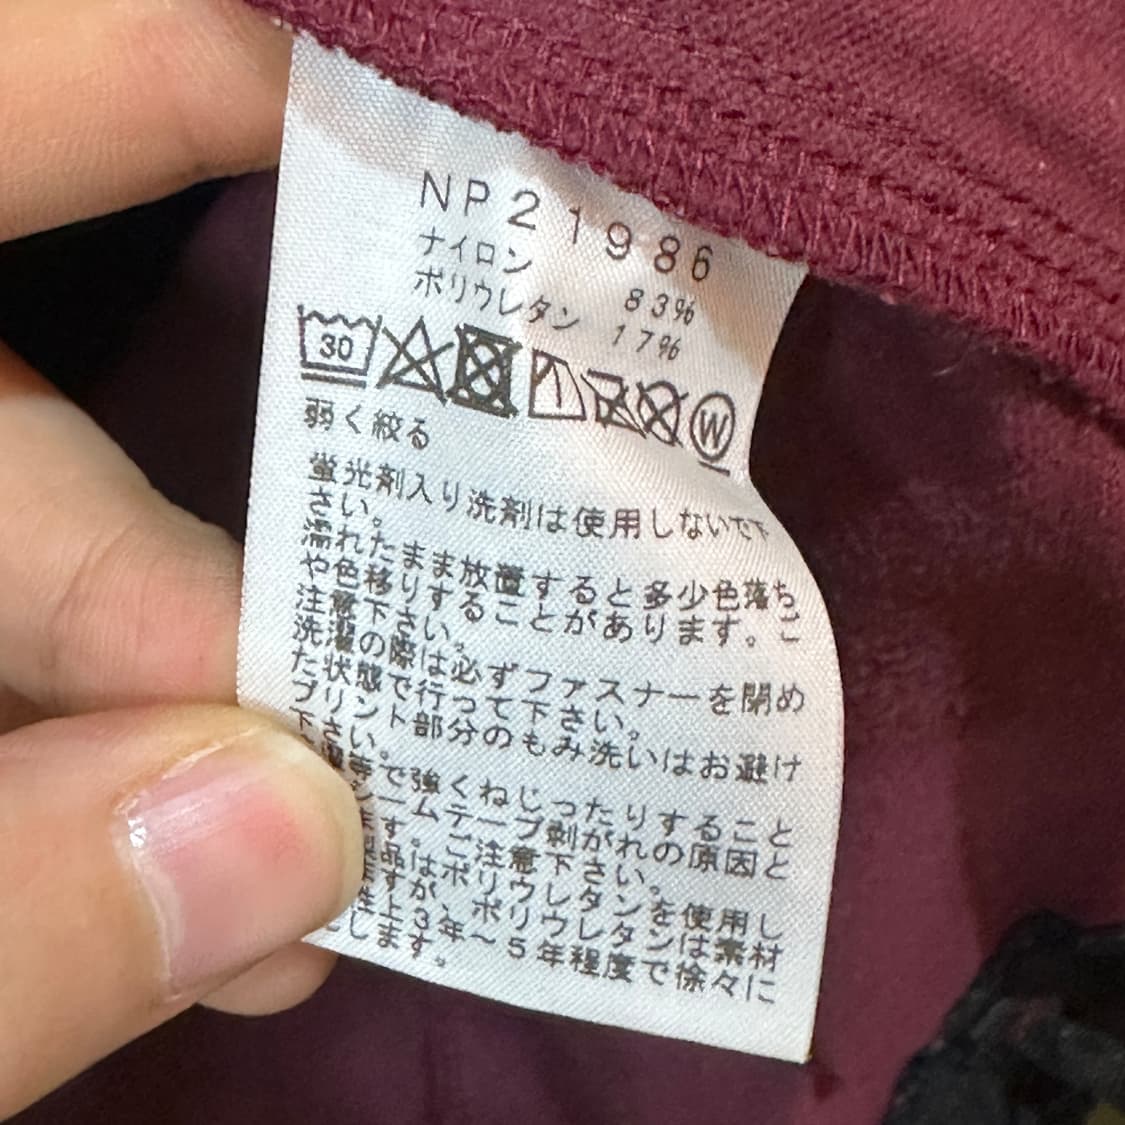 NP21986
ナイロン 83%
ポリウレタン 17%
30
W
弱く絞る
蛍光剤入り洗剤は使用しないで下
さい。
濡れたまま放置すると多少色落ち
や色移りすることがあります。ご
注意下さい。
洗濯の際は必ずファスナーを閉め
た状態で行って下さい。
プリント部分のもみ洗いはお避け
下さい。
等で強くねじったりすること
シームテープ剥がれの原因と
ます。ご注意下さい。
製品はポリウレタンを使用し
ますが、ポリウレタンは素材
性上3年～5年程度で徐々に
します。